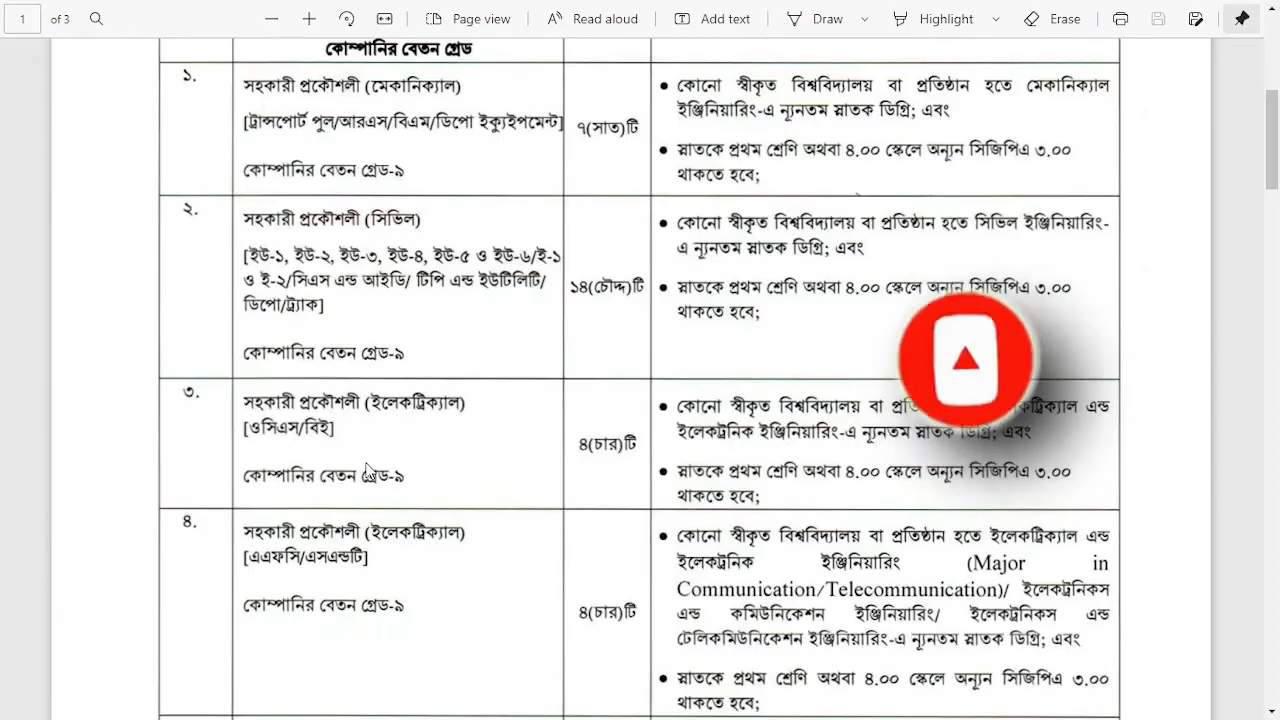 1 of 3 Page view Read aloud Add text Draw Highlight Erase
কোম্পানির বেতন গ্রেড
১.
সহকারী প্রকৌশলী (মেকানিক্যাল)
[ট্রান্সপোর্ট পুল/আরএস/বিএম/ডিপো ইক্যুইপমেন্ট]
কোম্পানির বেতন গ্রেড-৯
৭(সাত)টি
• কোনো স্বীকৃত বিশ্ববিদ্যালয় বা প্রতিষ্ঠান হতে মেকানিক্যাল
ইঞ্জিনিয়ারিং-এ ন্যূনতম স্নাতক ডিগ্রি; এবং
• স্নাতকে প্রথম শ্রেণি অথবা ৪.০০ স্কেলে অন্যূন সিজিপিএ ৩.০০
থাকতে হবে;
২.
সহকারী প্রকৌশলী (সিভিল)
[ইউ-১, ইউ-২, ইউ-৩, ইউ-৪, ইউ-৫ ও ইউ-৬/ই-১
ও ই-২/সিএস এন্ড আইডি/ টিপি এন্ড ইউটিলিটি/
ডিপো/ট্র্যাক]
কোম্পানির বেতন গ্রেড-৯
১৪(চৌদ্দ)টি
• কোনো স্বীকৃত বিশ্ববিদ্যালয় বা প্রতিষ্ঠান হতে সিভিল ইঞ্জিনিয়ারিং-
এ ন্যূনতম স্নাতক ডিগ্রি; এবং
• স্নাতকে প্রথম শ্রেণি অথবা ৪.০০ স্কেলে অন্যূন সিজিপিএ ৩.০০
থাকতে হবে;
৩.
সহকারী প্রকৌশলী (ইলেকট্রিক্যাল)
[ওসিএস/বিই]
কোম্পানির বেতন গ্রেড-৯
৪(চার)টি
• কোনো স্বীকৃত বিশ্ববিদ্যালয় বা এন্ড
ইলেকট্রনিক ইঞ্জিনিয়ারিং-এ ন্যূনতম স্নাতক ডিগ্রি; এবং
• স্নাতকে প্রথম শ্রেণি অথবা ৪.০০ স্কেলে অন্যূন সিজিপিএ ৩.০০
থাকতে হবে;
৪.
সহকারী প্রকৌশলী (ইলেকট্রিক্যাল)
[এএফসি/এসএন্ডটি]
কোম্পানির বেতন গ্রেড-৯
৪(চার)টি
• কোনো স্বীকৃত বিশ্ববিদ্যালয় বা প্রতিষ্ঠান হতে ইলেকট্রিক্যাল এন্ড
ইলেকট্রনিক ইঞ্জিনিয়ারিং (Major in
Communication/Telecommunication)/ ইলেকট্রনিকস
এন্ড কমিউনিকেশন ইঞ্জিনিয়ারিং/ ইলেকট্রনিকস এন্ড
টেলিকমিউনিকেশন ইঞ্জিনিয়ারিং-এ ন্যূনতম স্নাতক ডিগ্রি; এবং
• স্নাতকে প্রথম শ্রেণি অথবা ৪.০০ স্কেলে অন্যূন সিজিপিএ ৩.০০
থাকতে হবে;